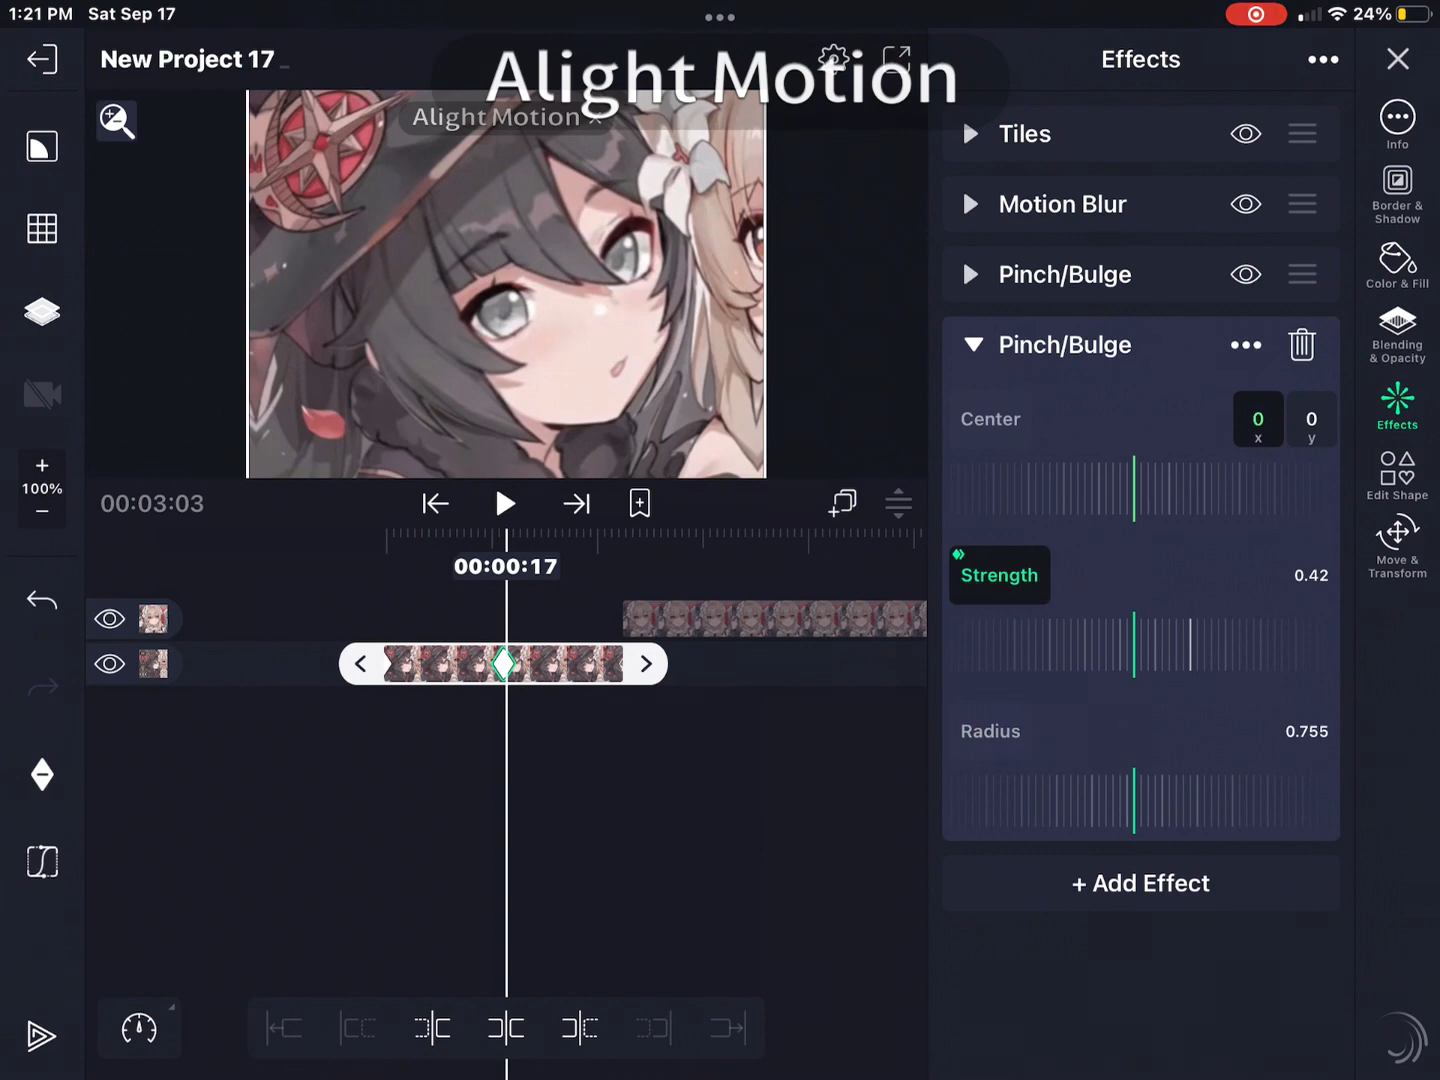 1:21 PM Sat Sep 17
24%
New Project 17
Alight Motion
Alight Motion ×
Effects
Tiles
Motion Blur
Pinch/Bulge
Pinch/Bulge
Center
0
x
0
y
Strength
0.42
Radius
0.755
+ Add Effect
Info
Border &
Shadow
Color & Fill
Blending
& Opacity
Effects
Edit Shape
Move &
Transform
+
100%
−
00:03:03
00:00:17